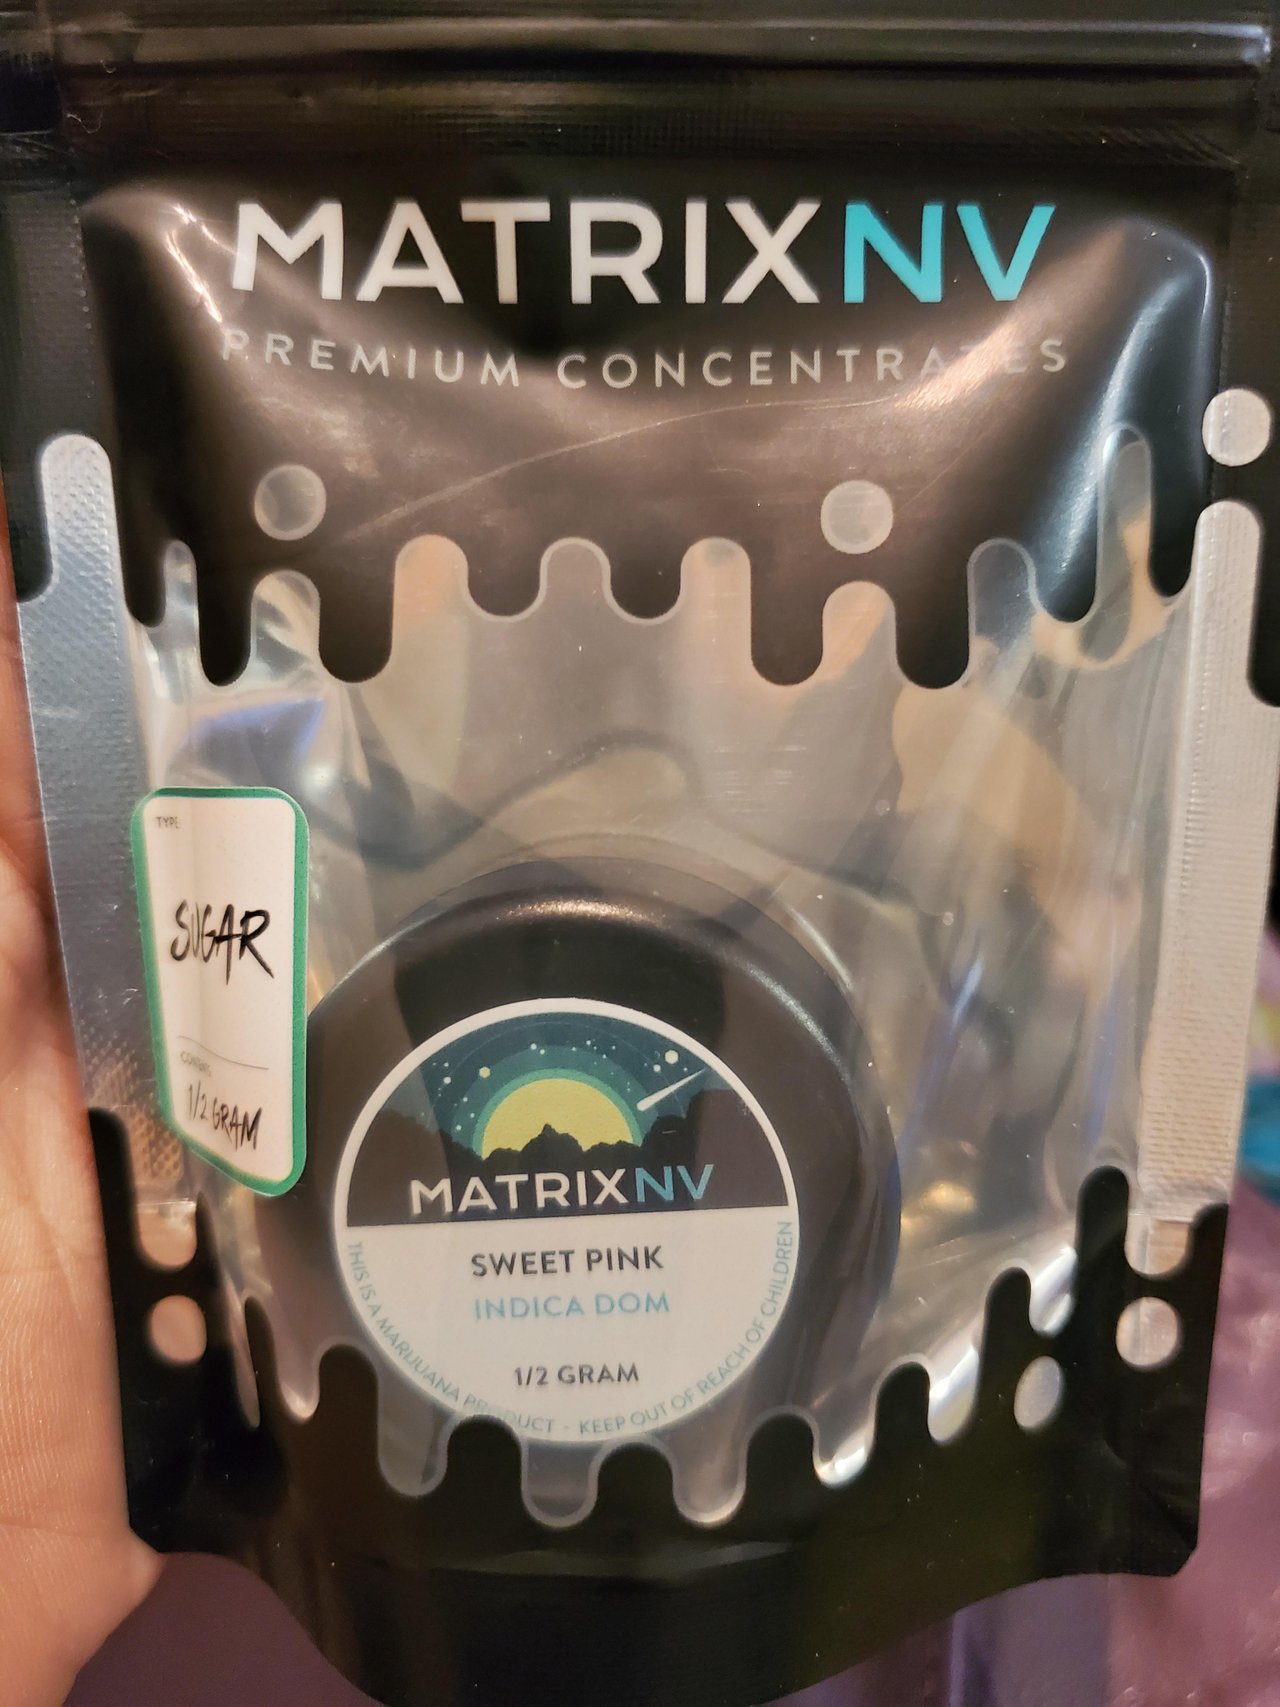 MATRIXNV
PREMIUM CONCENTRATES
TYPE
SUGAR
CONTENTS
1/2 GRAM
MATRIXNV
SWEET PINK
INDICA DOM
1/2 GRAM
THIS IS A MARIJUANA PRODUCT - KEEP OUT OF REACH OF CHILDREN